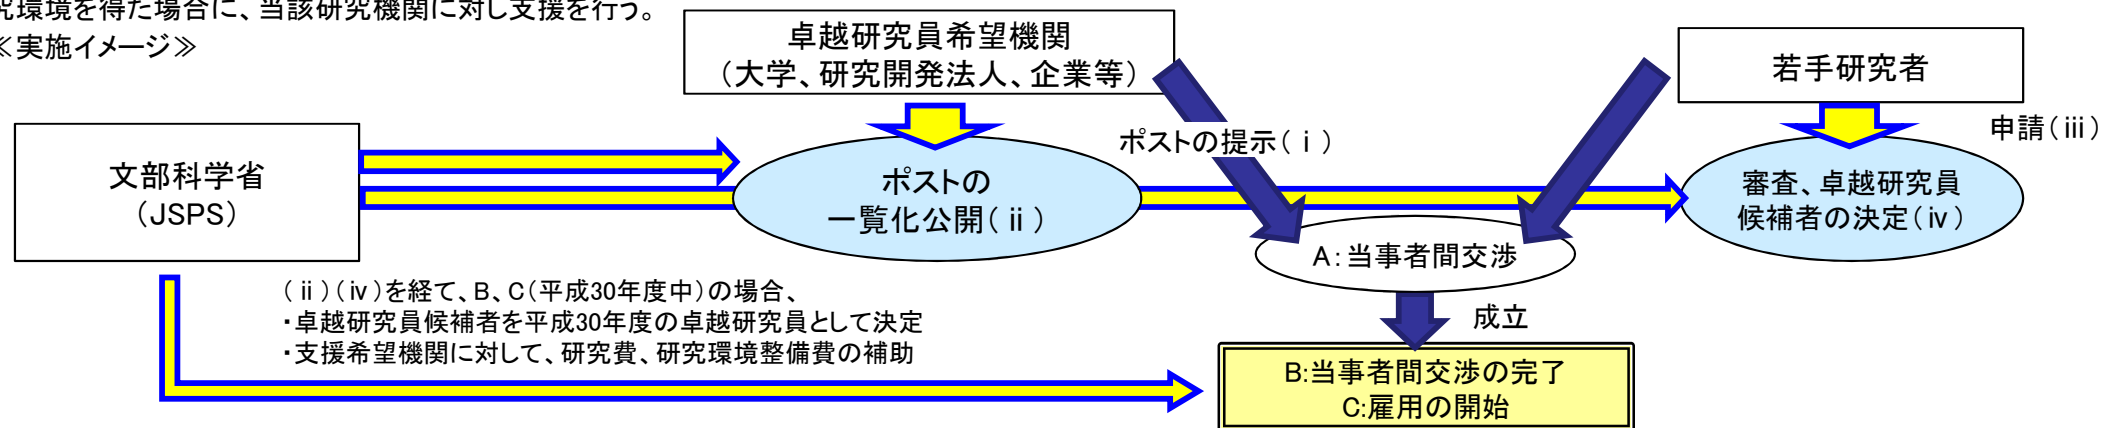 究環境を得た場合に、当該研究機関に対し支援を行う。
≪実施イメージ≫
卓越研究員希望機関
（大学、研究開発法人、企業等）
若手研究者
文部科学省
（JSPS）
ポストの提示（ⅰ）
申請（ⅲ）
ポストの
一覧化公開（ⅱ）
審査、卓越研究員
候補者の決定（ⅳ）
A：当事者間交渉
（ⅱ）（ⅳ）を経て、B、C（平成30年度中）の場合、
・卓越研究員候補者を平成30年度の卓越研究員として決定
・支援希望機関に対して、研究費、研究環境整備費の補助
成立
B:当事者間交渉の完了
C:雇用の開始